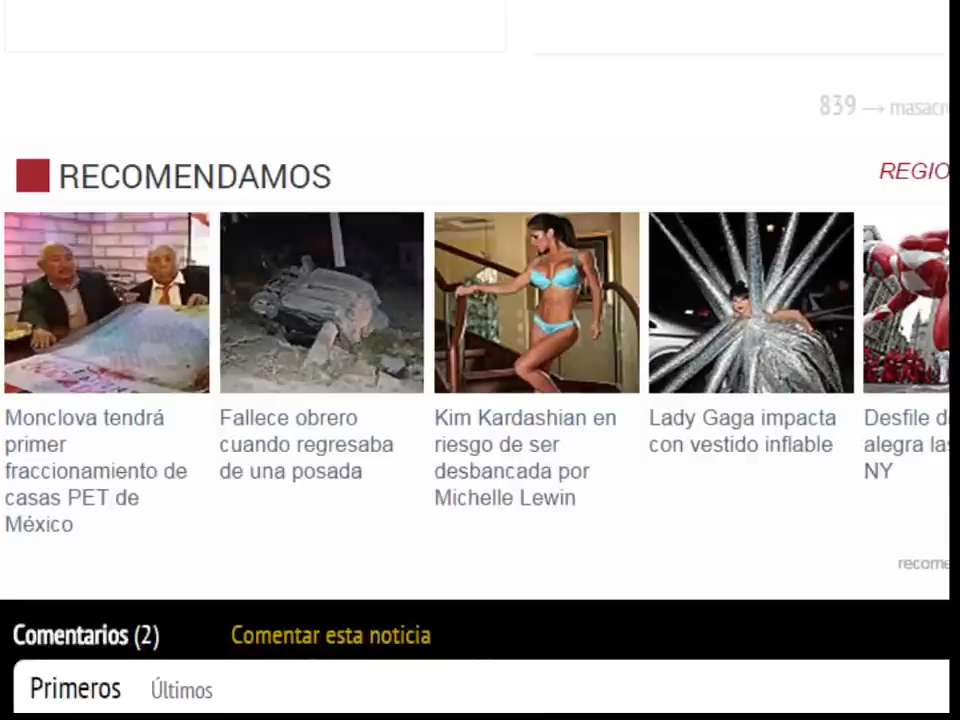 839 → masacr
RECOMENDAMOS
REGIO
Monclova tendrá
primer
fraccionamiento de
casas PET de
México
Fallece obrero
cuando regresaba
de una posada
Kim Kardashian en
riesgo de ser
desbancada por
Michelle Lewin
Lady Gaga impacta
con vestido inflable
Desfile d
alegra las
NY
recome
Comentarios (2)
Comentar esta noticia
Primeros
Últimos